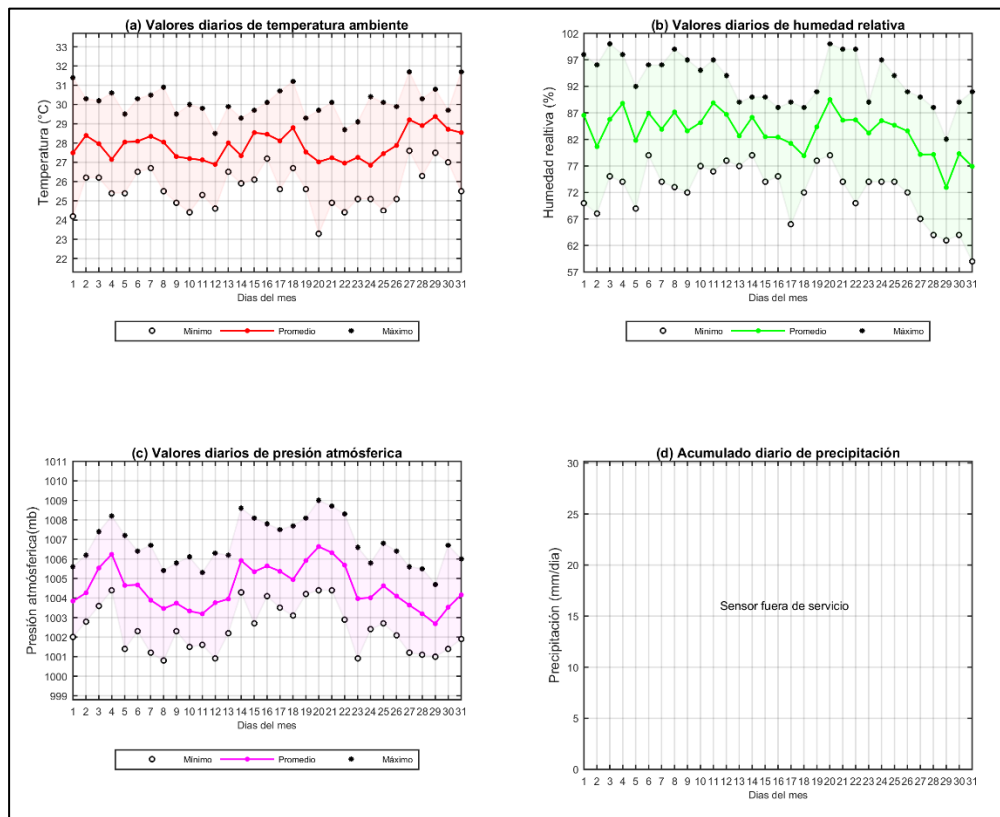 (a) Valores diarios de temperatura ambiente
33
32
31
30
29
28
27
26
25
24
23
22
Temperatura (°C)
1 2 3 4 5 6 7 8 9 10 11 12 13 14 15 16 17 18 19 20 21 22 23 24 25 26 27 28 29 30 31
Dias del mes
Mínimo Promedio Máximo
(b) Valores diarios de humedad relativa
102
97
92
87
82
77
72
67
62
57
Humedad realtiva (%)
1 2 3 4 5 6 7 8 9 10 11 12 13 14 15 16 17 18 19 20 21 22 23 24 25 26 27 28 29 30 31
Dias del mes
Mínimo Promedio Máximo
(c) Valores diarios de presión atmósferica
1011
1010
1009
1008
1007
1006
1005
1004
1003
1002
1001
1000
999
Presión atmósferica(mb)
1 2 3 4 5 6 7 8 9 10 11 12 13 14 15 16 17 18 19 20 21 22 23 24 25 26 27 28 29 30 31
Dias del mes
Mínimo Promedio Máximo
(d) Acumulado diario de precipitación
30
25
20
15
10
5
0
Precipitación (mm/dia)
Sensor fuera de servicio
1 2 3 4 5 6 7 8 9 10 11 12 13 14 15 16 17 18 19 20 21 22 23 24 25 26 27 28 29 30 31
Dias del mes